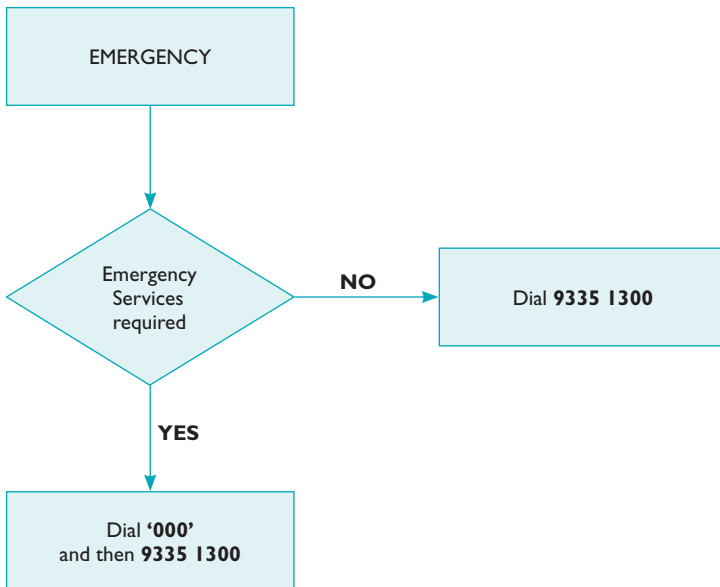 EMERGENCY
Emergency
Services
required
NO
Dial 9335 1300
YES
Dial ‘000’
and then 9335 1300